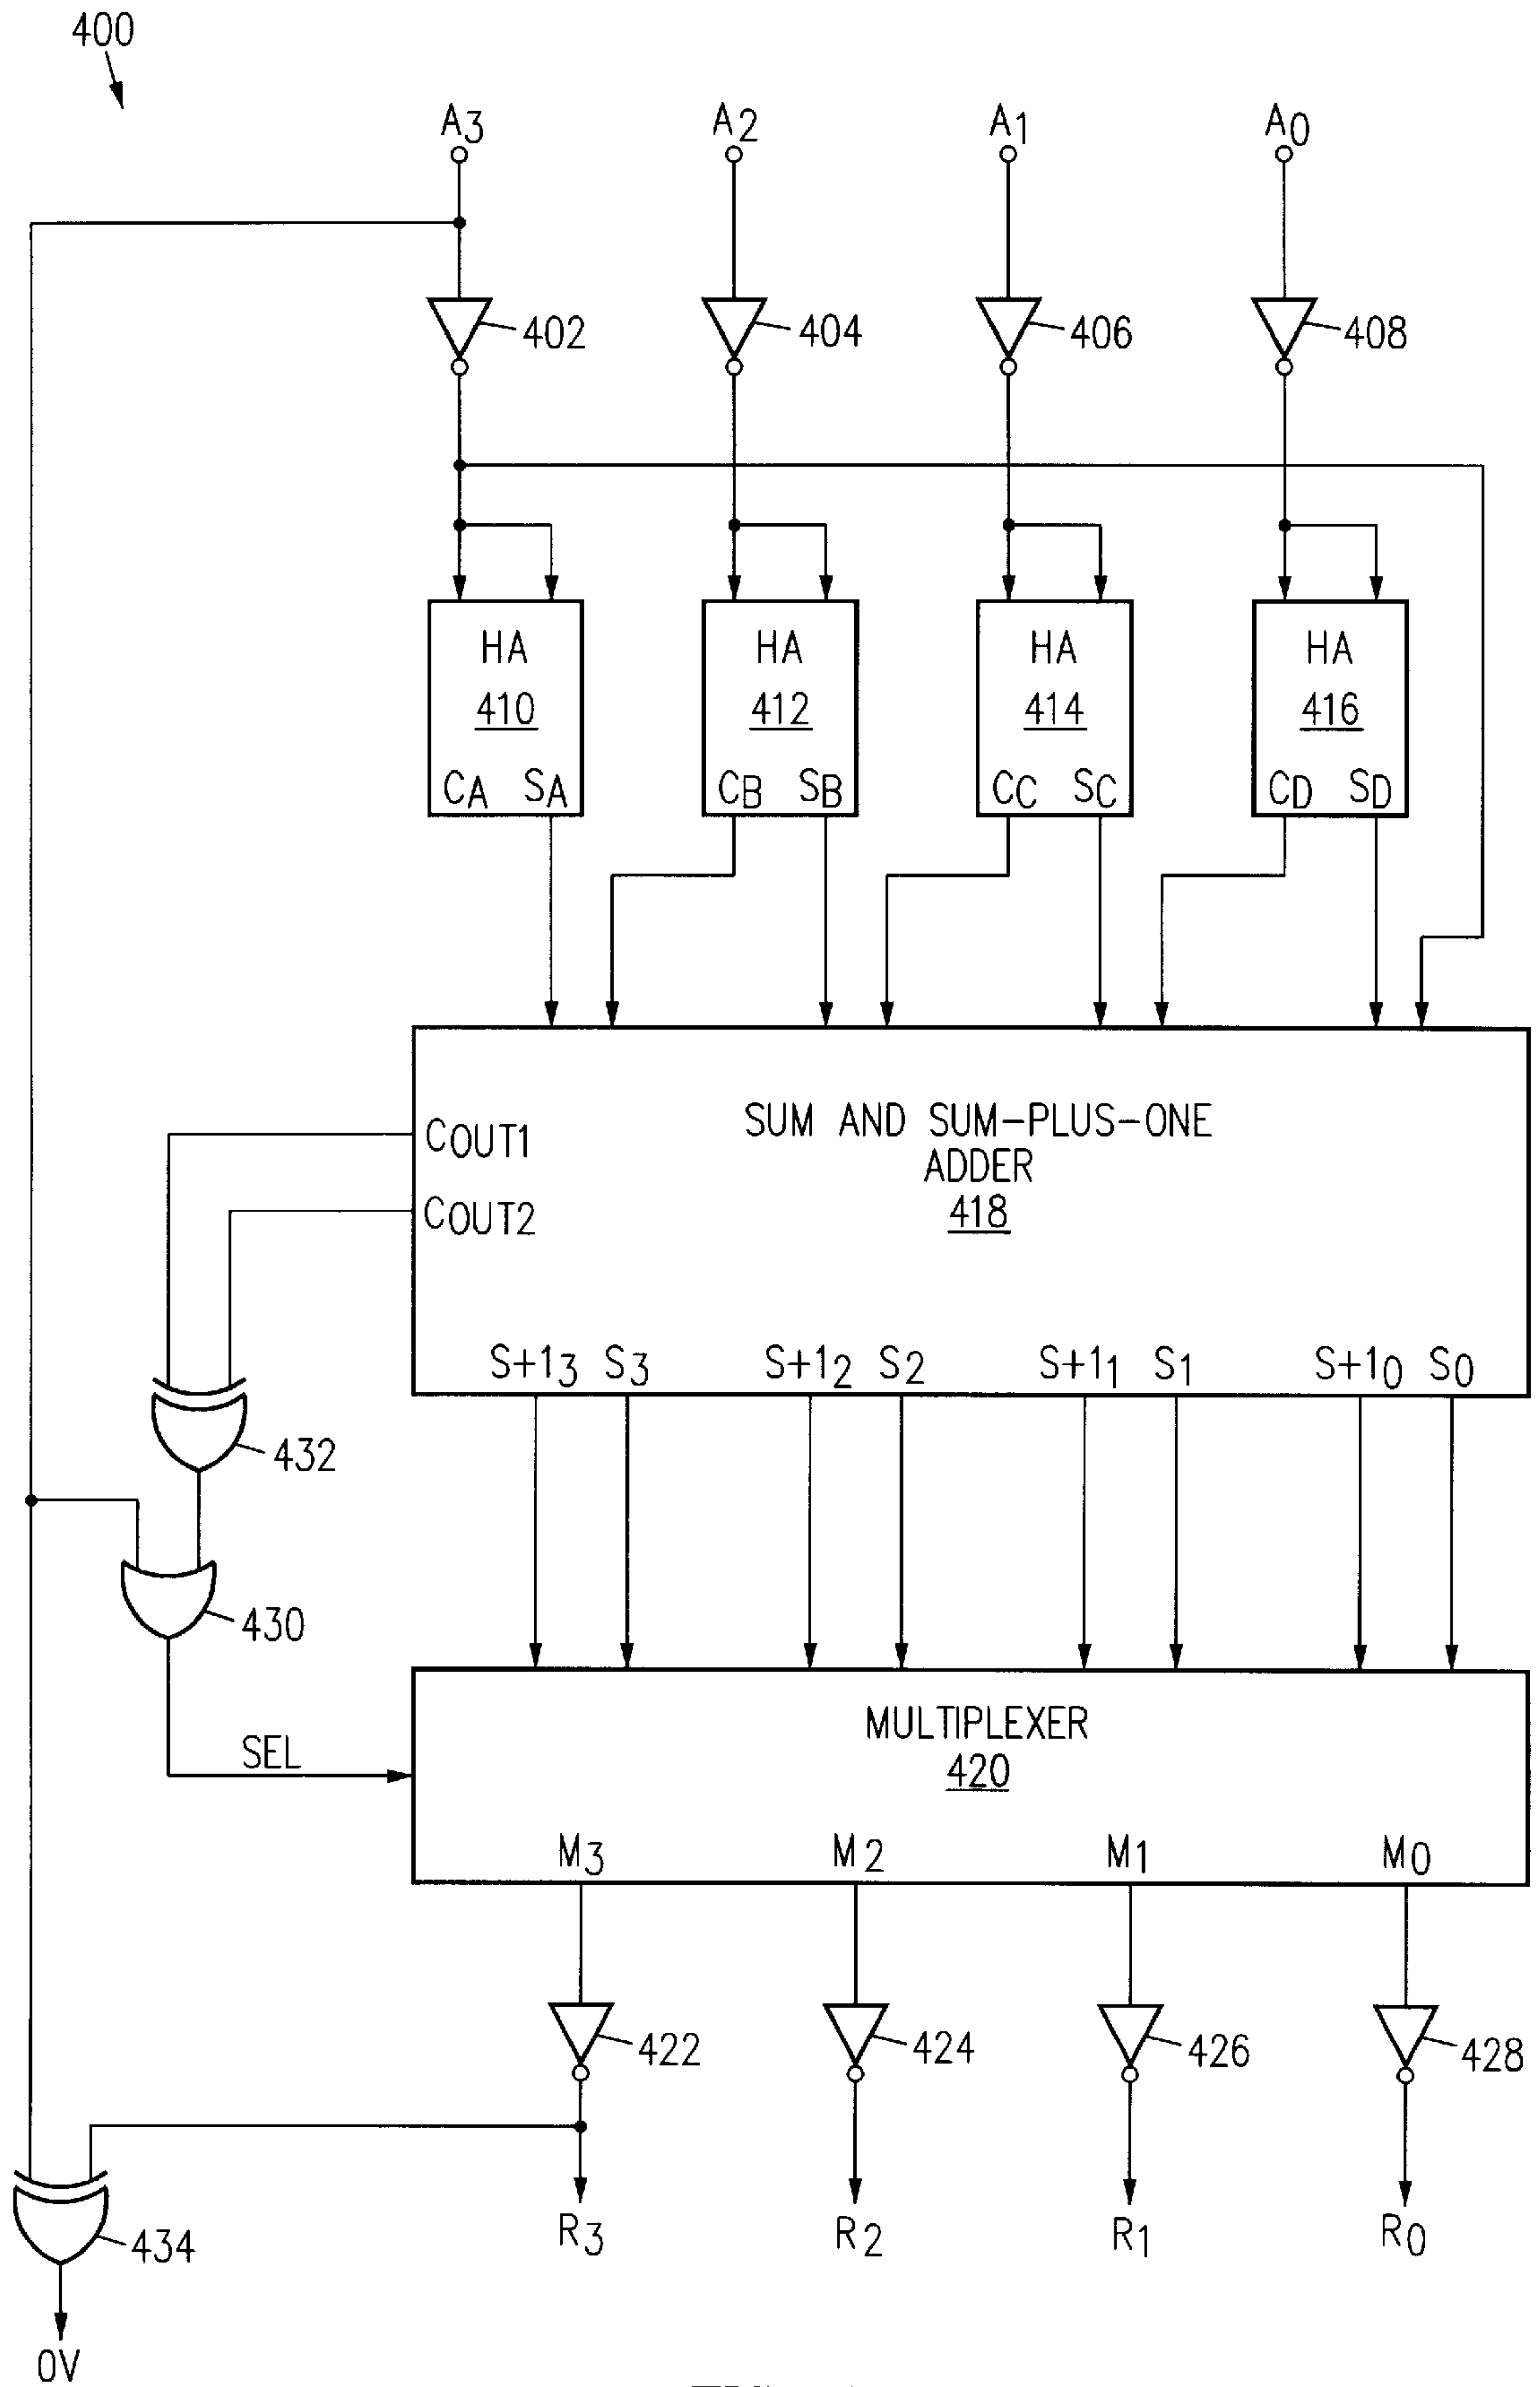 400
A3 A2 A1 A0
402 404 406 408
HA HA HA HA
410 412 414 416
CA SA CB SB CC SC CD SD
COUT1
SUM AND SUM-PLUS-ONE
ADDER
418
COUT2
S+13 S3 S+12 S2 S+11 S1 S+10 S0
432
430
MULTIPLEXER
420
SEL
M3 M2 M1 M0
422 424 426 428
R3 R2 R1 R0
434
OV